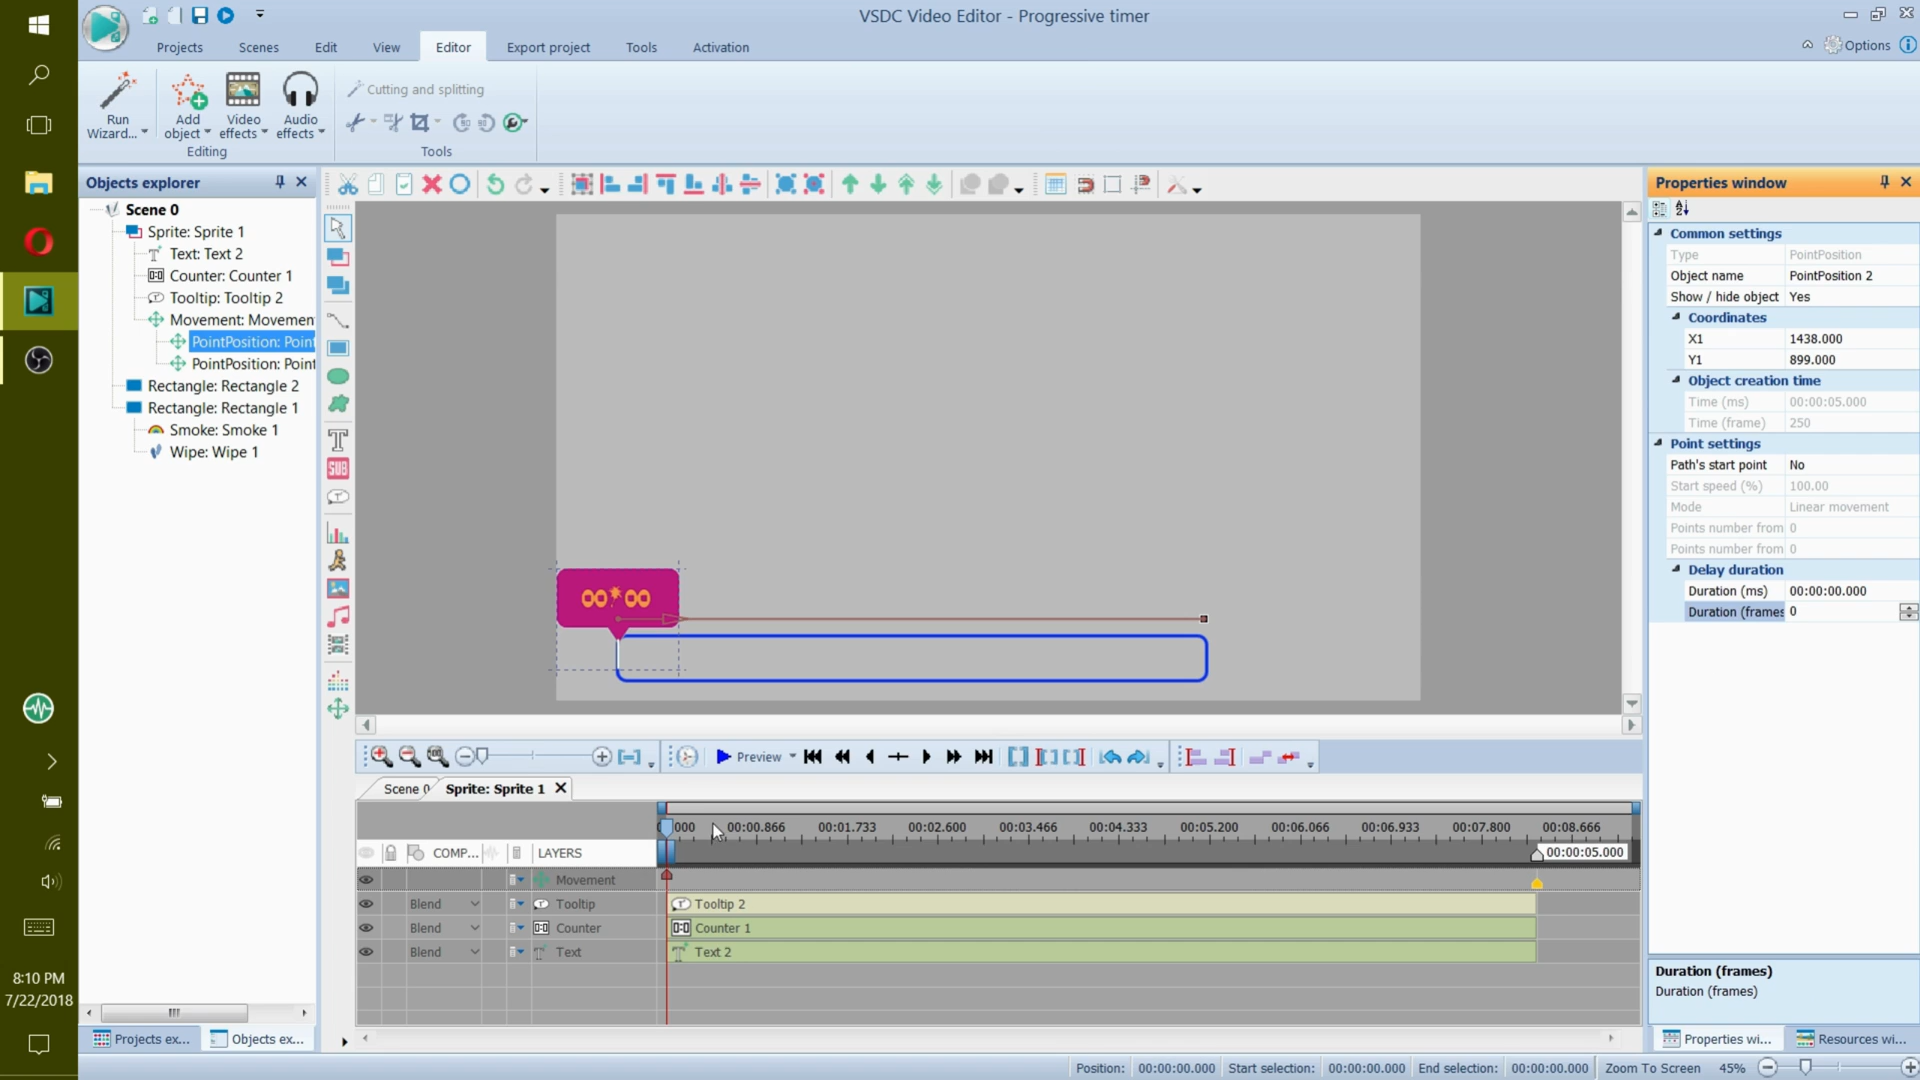 VSDC Video Editor - Progressive timer
Projects
Scenes
Edit
View
Editor
Export project
Tools
Activation
Options
Run
Wizard...
Add
object
Video
effects
Audio
effects
Editing
Cutting and splitting
Tools
Objects explorer
Scene 0
Sprite: Sprite 1
Text: Text 2
Counter: Counter 1
Tooltip: Tooltip 2
Movement: Movemen
PointPosition: Point
PointPosition: Point
Rectangle: Rectangle 2
Rectangle: Rectangle 1
Smoke: Smoke 1
Wipe: Wipe 1
SUB
00:00
Properties window
Common settings
Type PointPosition
Object name PointPosition 2
Show / hide object Yes
Coordinates
X1 1438.000
Y1 899.000
Object creation time
Time (ms) 00:00:05.000
Time (frame) 250
Point settings
Path's start point No
Start speed (%) 100.00
Mode Linear movement
Points number from 0
Points number from 0
Delay duration
Duration (ms) 00:00:00.000
Duration (frames 0
Duration (frames)
Duration (frames)
Preview
Scene 0
Sprite: Sprite 1
000 00:00.866 00:01.733 00:02.600 00:03.466 00:04.333 00:05.200 00:06.066 00:06.933 00:07.800 00:08.666
COMP... LAYERS
00:00:05.000
Movement
Blend Tooltip Tooltip 2
Blend Counter Counter 1
Blend Text Text 2
8:10 PM
7/22/2018
Projects ex...
Objects ex...
Properties wi...
Resources wi...
Position: 00:00:00.000 Start selection: 00:00:00.000 End selection: 00:00:00.000 Zoom To Screen 45%